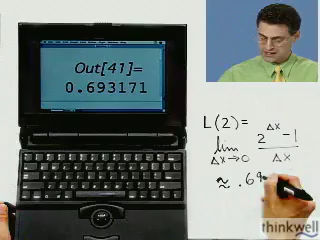 Out[41]=
0.693171
L(2)=
lim Δx→0 2^Δx -1 / Δx
≈ .69
thinkwell